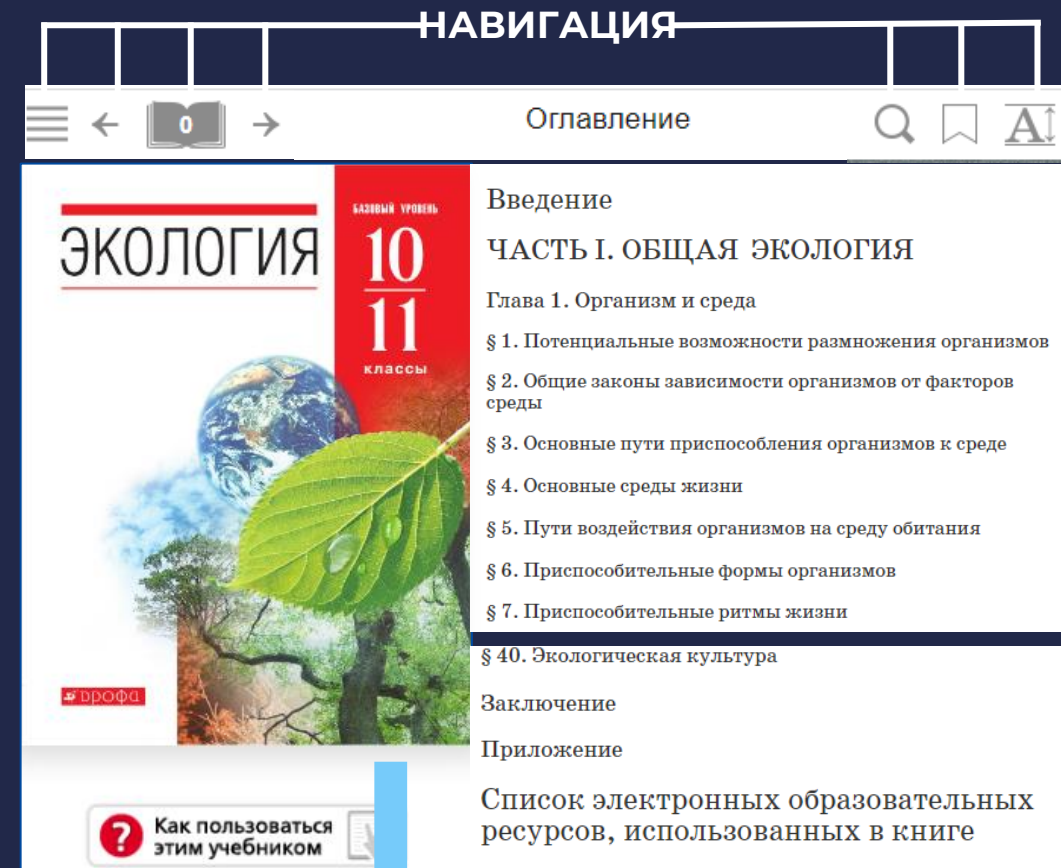 НАВИГАЦИЯ
0
Оглавление
A
ЭКОЛОГИЯ
БАЗОВЫЙ УРОВЕНЬ
10
11
классы
дрофа
? Как пользоваться
этим учебником
Введение
ЧАСТЬ I. ОБЩАЯ ЭКОЛОГИЯ
Глава 1. Организм и среда
§ 1. Потенциальные возможности размножения организмов
§ 2. Общие законы зависимости организмов от факторов
среды
§ 3. Основные пути приспособления организмов к среде
§ 4. Основные среды жизни
§ 5. Пути воздействия организмов на среду обитания
§ 6. Приспособительные формы организмов
§ 7. Приспособительные ритмы жизни
§ 40. Экологическая культура
Заключение
Приложение
Список электронных образовательных
ресурсов, использованных в книге